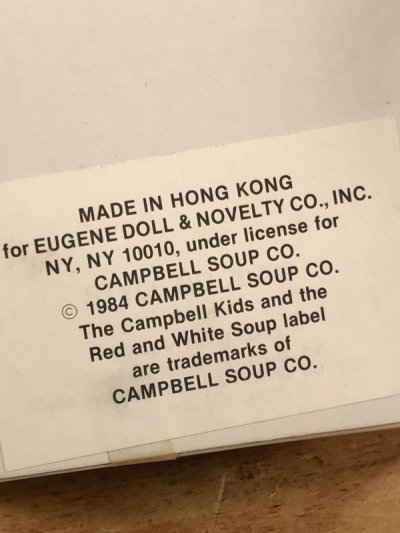 MADE IN HONG KONG
for EUGENE DOLL & NOVELTY CO., INC.
NY, NY 10010, under license for
CAMPBELL SOUP CO.
© 1984 CAMPBELL SOUP CO.
The Campbell Kids and the
Red and White Soup label
are trademarks of
CAMPBELL SOUP CO.